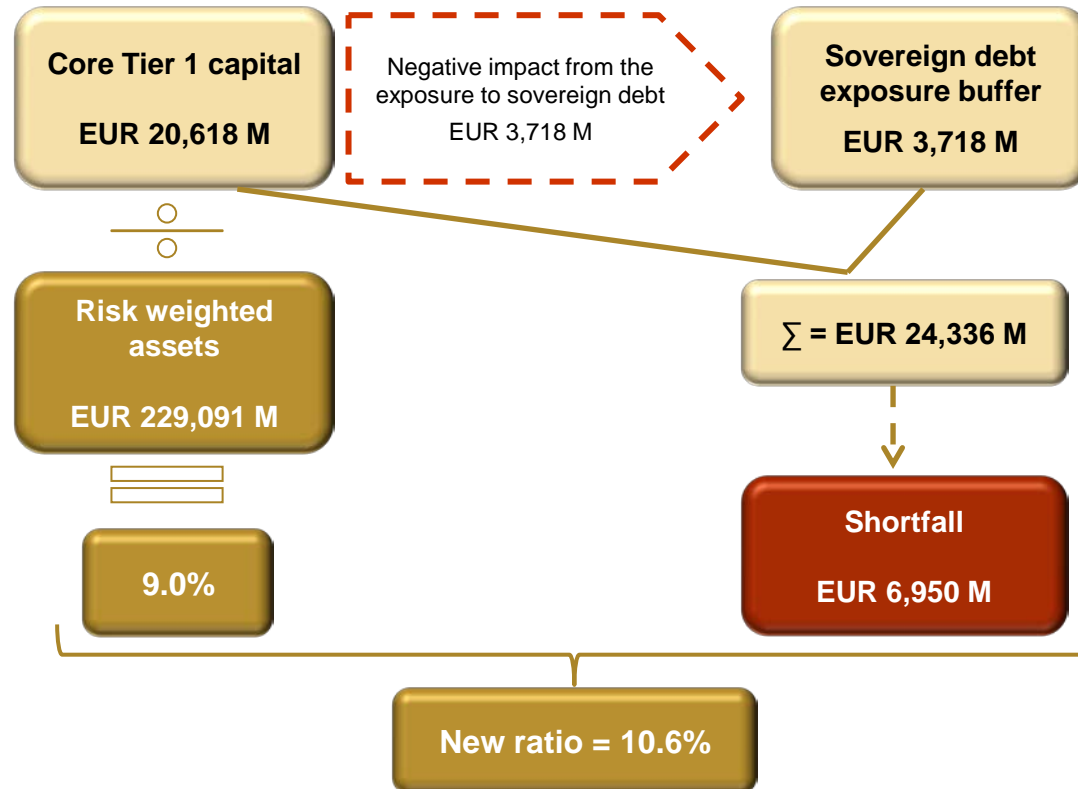 Core Tier 1 capital
EUR 20,618 M
Negative impact from the
exposure to sovereign debt
EUR 3,718 M
Sovereign debt
exposure buffer
EUR 3,718 M
Risk weighted
assets
EUR 229,091 M
∑ = EUR 24,336 M
9.0%
Shortfall
EUR 6,950 M
New ratio = 10.6%